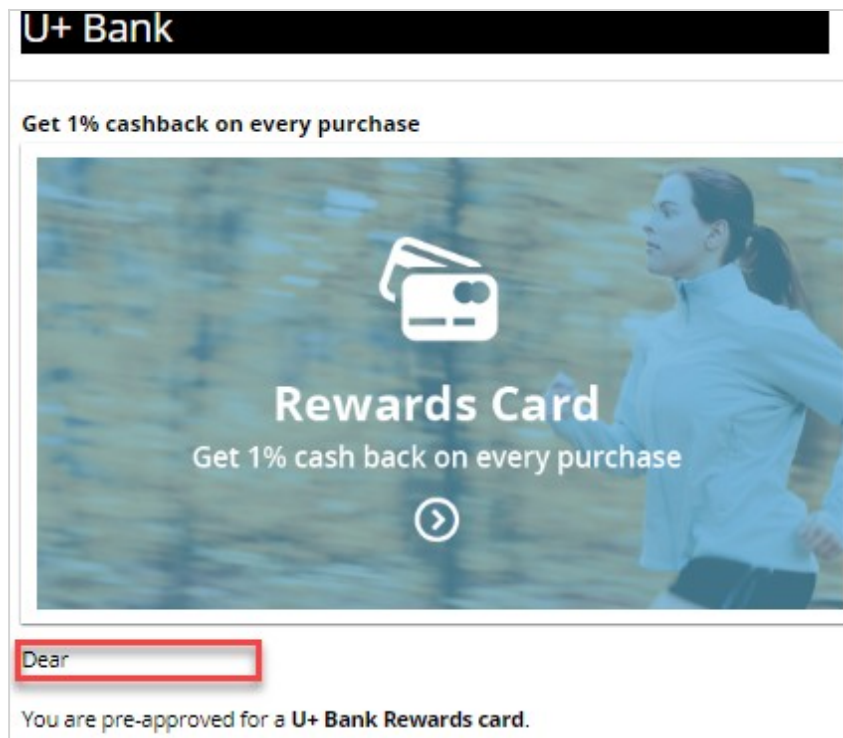 U+ Bank
Get 1% cashback on every purchase
Rewards Card
Get 1% cash back on every purchase
Dear
You are pre-approved for a U+ Bank Rewards card.